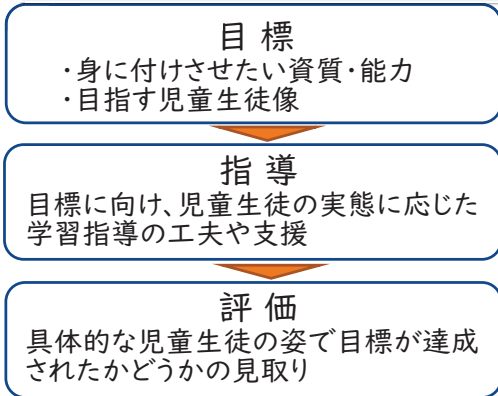 目標
・身に付けさせたい資質・能力
・目指す児童生徒像
指導
目標に向け、児童生徒の実態に応じた
学習指導の工夫や支援
評価
具体的な児童生徒の姿で目標が達成
されたかどうかの見取り